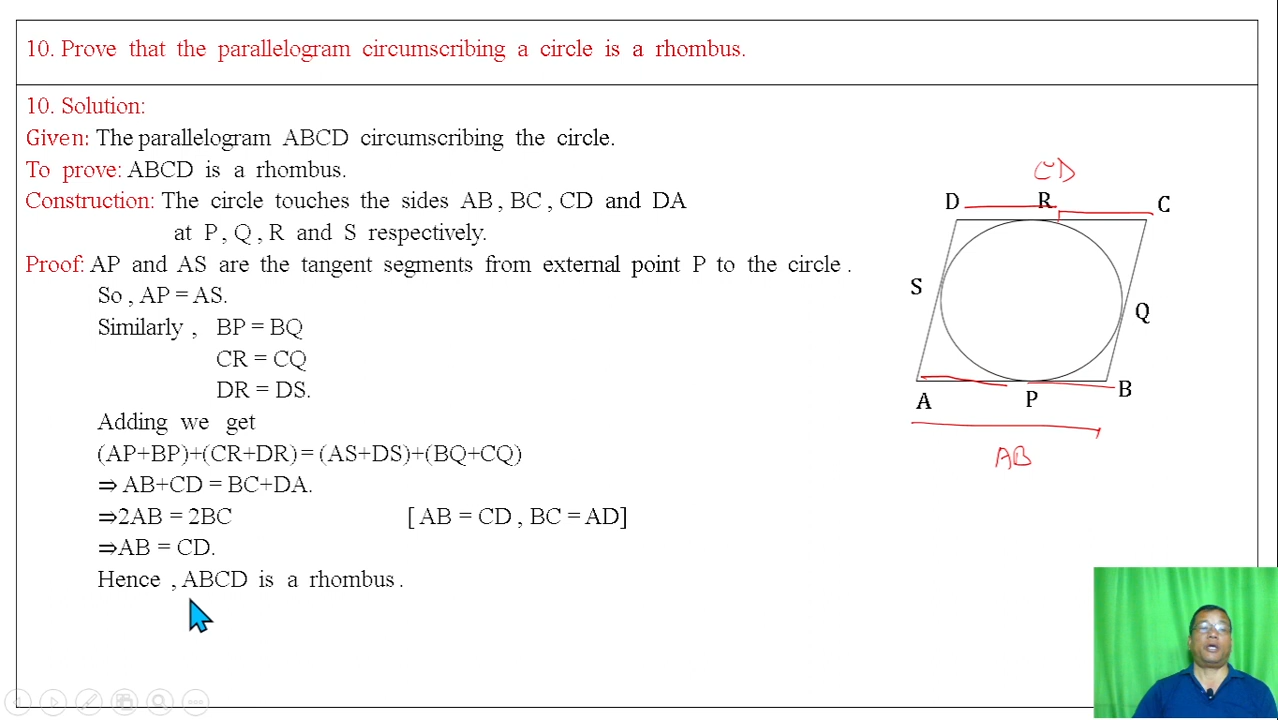 10. Prove that the parallelogram circumscribing a circle is a rhombus.
10. Solution:
Given: The parallelogram ABCD circumscribing the circle.
To prove: ABCD is a rhombus.
Construction: The circle touches the sides AB , BC , CD and DA
at P , Q , R and S respectively.
Proof: AP and AS are the tangent segments from external point P to the circle .
So , AP = AS.
Similarly , BP = BQ
CR = CQ
DR = DS.
Adding we get
(AP+BP)+(CR+DR) = (AS+DS)+(BQ+CQ)
⇒ AB+CD = BC+DA.
⇒2AB = 2BC [ AB = CD , BC = AD]
⇒AB = CD.
Hence , ABCD is a rhombus .
CD
D R C
S
Q
A P B
AB